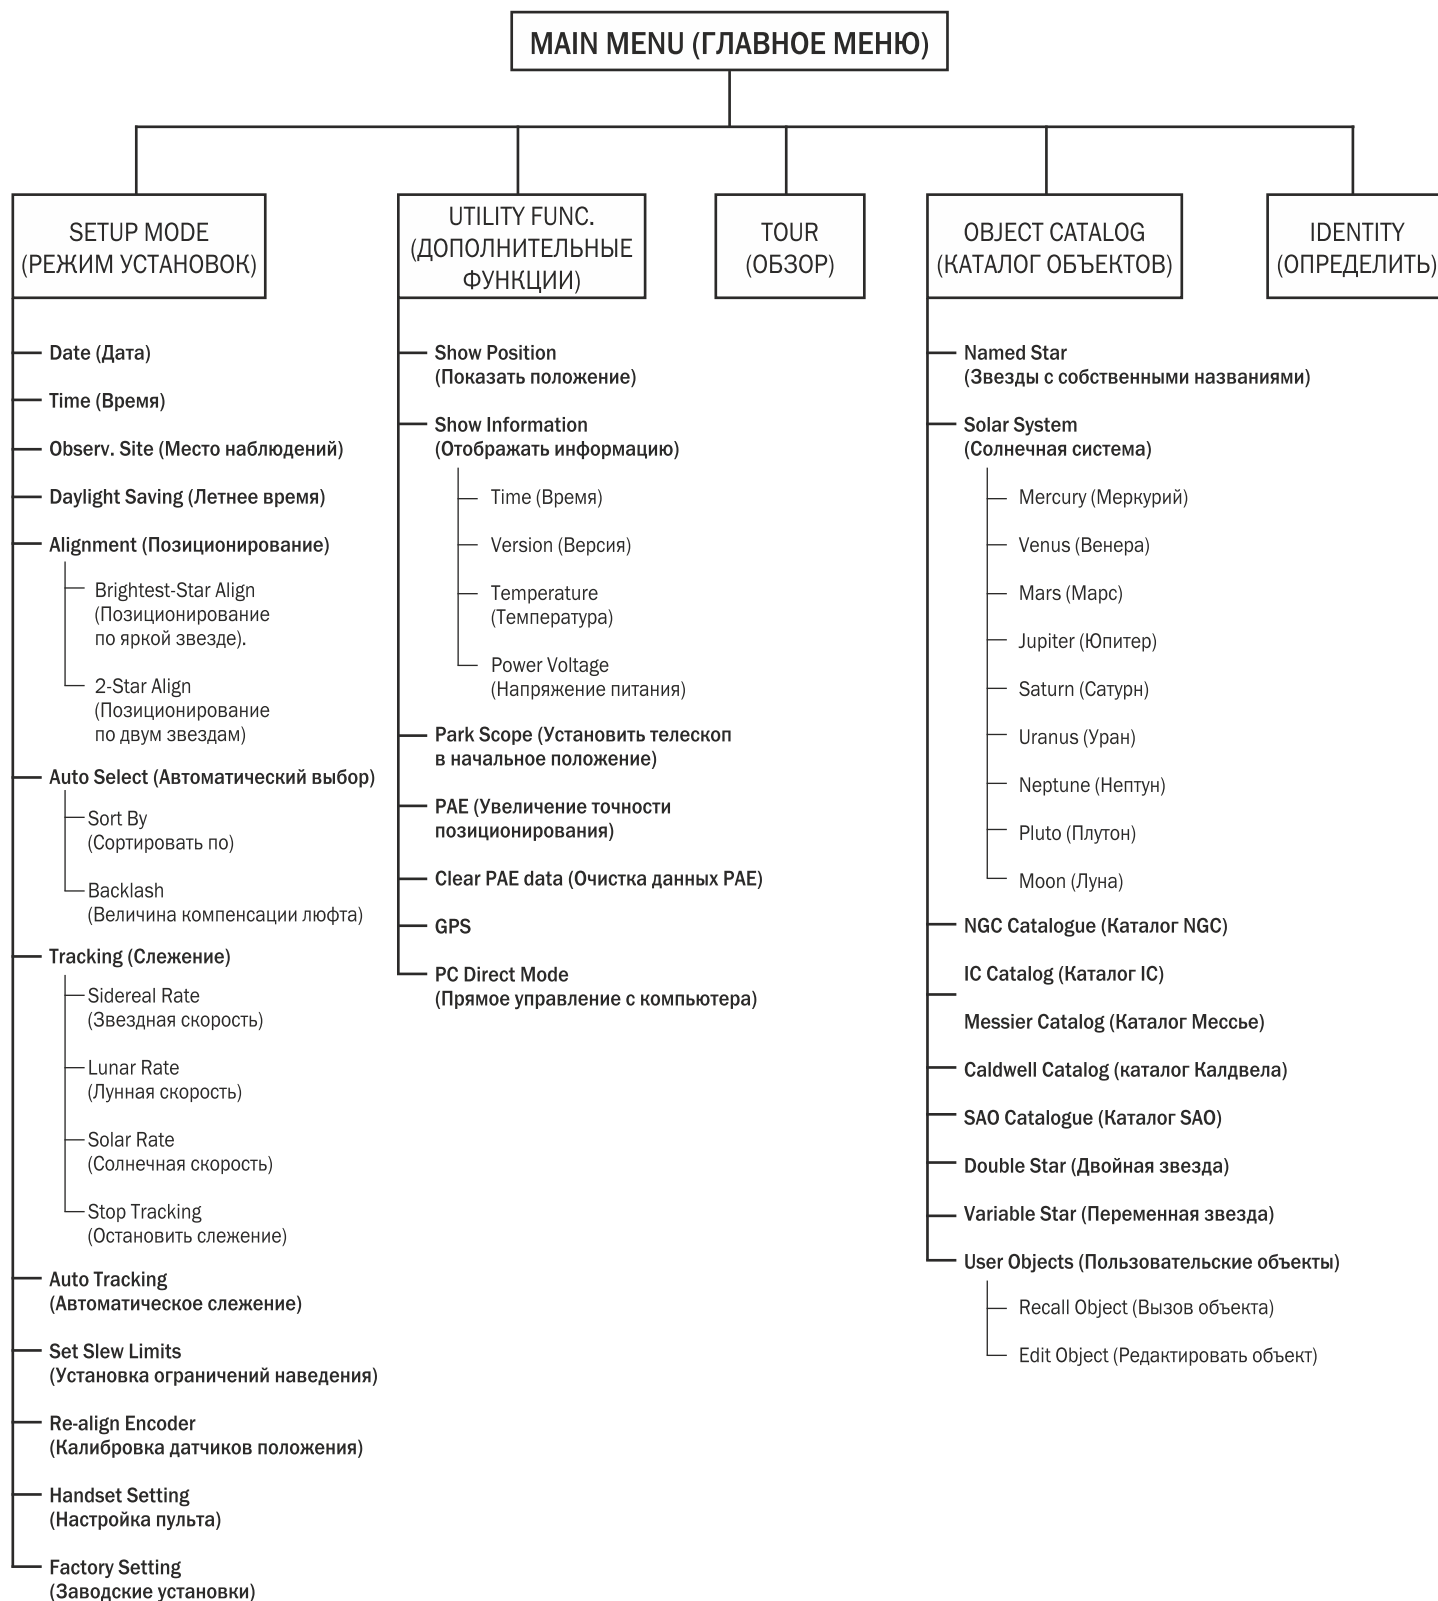 MAIN MENU (ГЛАВНОЕ МЕНЮ)
SETUP MODE
(РЕЖИМ УСТАНОВОК)
Date (Дата)
Time (Время)
Observ. Site (Место наблюдений)
Daylight Saving (Летнее время)
Alignment (Позиционирование)
Brightest-Star Align
(Позиционирование
по яркой звезде).
2-Star Align
(Позиционирование
по двум звездам)
Auto Select (Автоматический выбор)
Sort By
(Сортировать по)
Backlash
(Величина компенсации люфта)
Tracking (Слежение)
Sidereal Rate
(Звездная скорость)
Lunar Rate
(Лунная скорость)
Solar Rate
(Солнечная скорость)
Stop Tracking
(Остановить слежение)
Auto Tracking
(Автоматическое слежение)
Set Slew Limits
(Установка ограничений наведения)
Re-align Encoder
(Калибровка датчиков положения)
Handset Setting
(Настройка пульта)
Factory Setting
(Заводские установки)
UTILITY FUNC.
(ДОПОЛНИТЕЛЬНЫЕ
ФУНКЦИИ)
Show Position
(Показать положение)
Show Information
(Отображать информацию)
Time (Время)
Version (Версия)
Temperature
(Температура)
Power Voltage
(Напряжение питания)
Park Scope (Установить телескоп
в начальное положение)
PAE (Увеличение точности
позиционирования)
Clear PAE data (Очистка данных PAE)
GPS
PC Direct Mode
(Прямое управление с компьютера)
TOUR
(ОБЗОР)
OBJECT CATALOG
(КАТАЛОГ ОБЪЕКТОВ)
Named Star
(Звезды с собственными названиями)
Solar System
(Солнечная система)
Mercury (Меркурий)
Venus (Венера)
Mars (Марс)
Jupiter (Юпитер)
Saturn (Сатурн)
Uranus (Уран)
Neptune (Нептун)
Pluto (Плутон)
Moon (Луна)
NGC Catalogue (Каталог NGC)
IC Catalog (Каталог IC)
Messier Catalog (Каталог Мессье)
Caldwell Catalog (каталог Калдвела)
SAO Catalogue (Каталог SAO)
Double Star (Двойная звезда)
Variable Star (Переменная звезда)
User Objects (Пользовательские объекты)
Recall Object (Вызов объекта)
Edit Object (Редактировать объект)
IDENTITY
(ОПРЕДЕЛИТЬ)